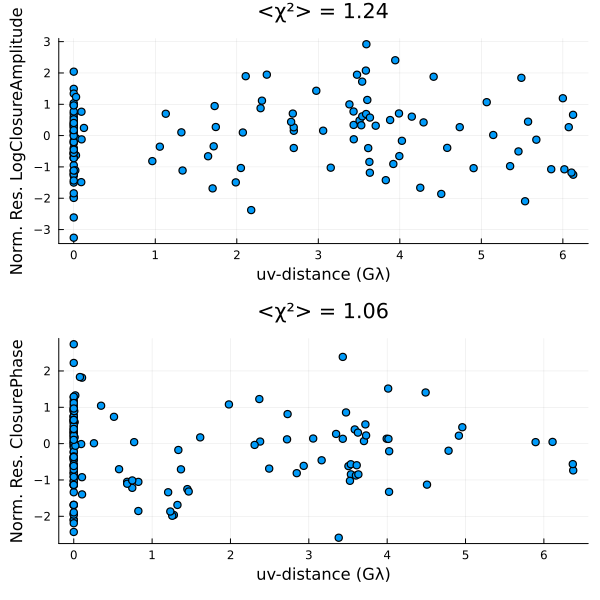 <χ²> = 1.24
Norm. Res. LogClosureAmplitude
3
2
1
0
−1
−2
−3
0 1 2 3 4 5 6
uv-distance (Gλ)
<χ²> = 1.06
Norm. Res. ClosurePhase
2
1
0
−1
−2
0 1 2 3 4 5 6
uv-distance (Gλ)